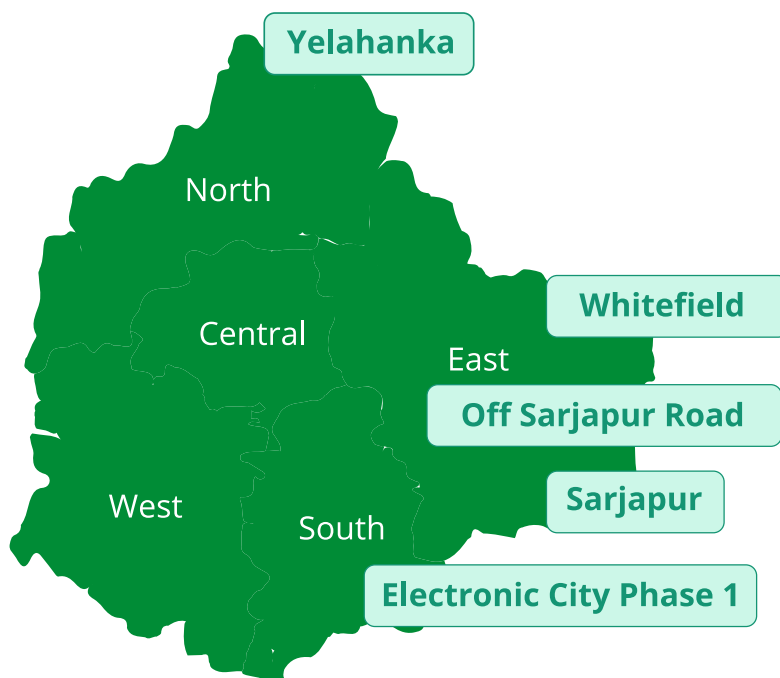 Yelahanka
North
Whitefield
Central
East
Off Sarjapur Road
Sarjapur
West
South
Electronic City Phase 1